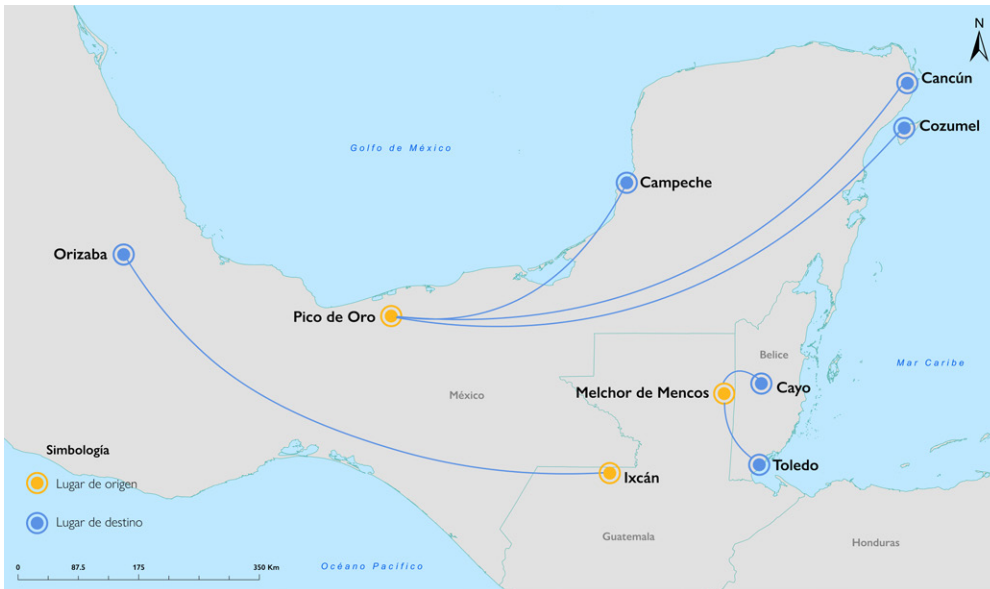 N
Cancún
Cozumel
Golfo de México
Campeche
Orizaba
Pico de Oro
Belice
Mar Caribe
Cayo
Melchor de Mencos
México
Simbología
Toledo
Ixcán
Lugar de origen
Lugar de destino
Guatemala
Honduras
Océano Pacífico
0 87.5 175 350 Km